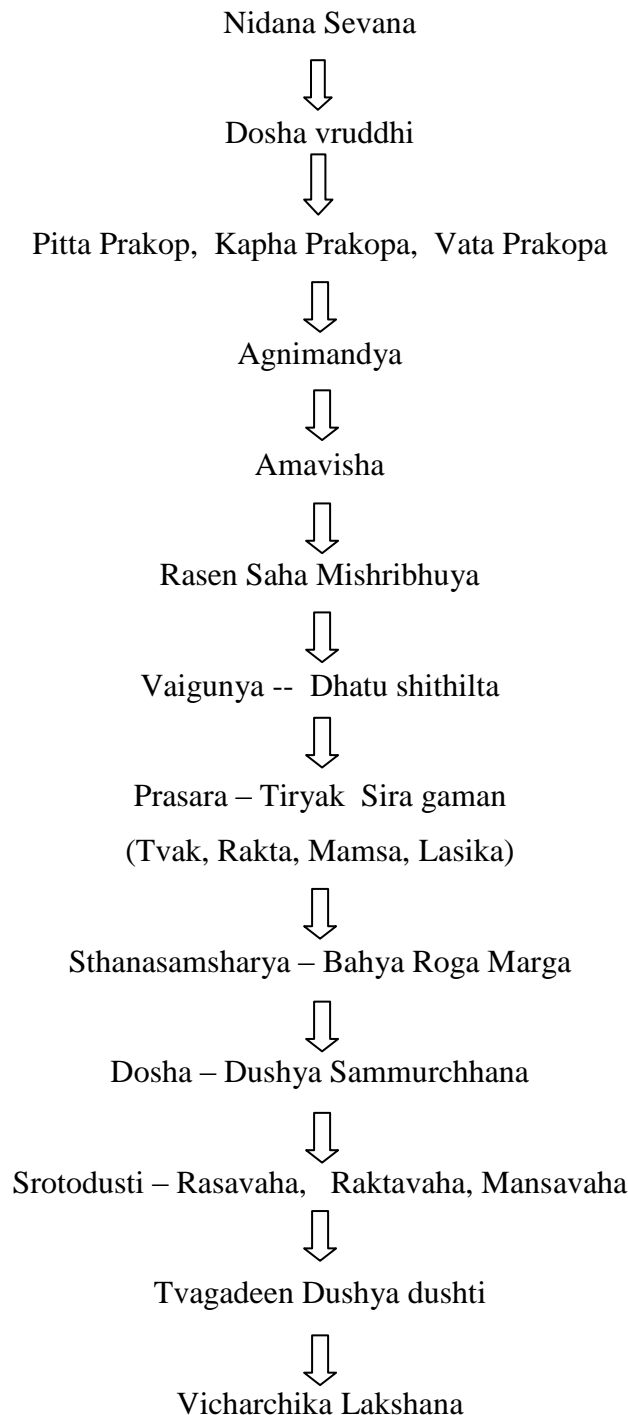 Nidana Sevana
Dosha vruddhi
Pitta Prakop, Kapha Prakopa, Vata Prakopa
Agnimandya
Amavisha
Rasen Saha Mishribhuya
Vaigunya -- Dhatu shithilta
Prasara – Tiryak Sira gaman
(Tvak, Rakta, Mamsa, Lasika)
Sthanasamsharya – Bahya Roga Marga
Dosha – Dushya Sammurchhana
Srotodusti – Rasavaha, Raktavaha, Mansavaha
Tvagadeen Dushya dushti
Vicharchika Lakshana